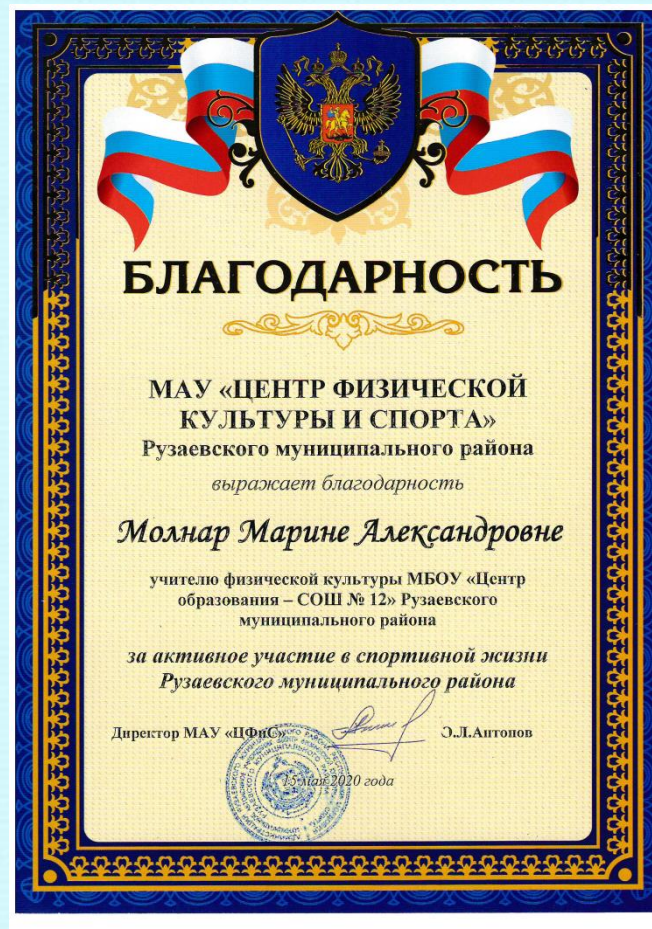 БЛАГОДАРНОСТЬ
МАУ «ЦЕНТР ФИЗИЧЕСКОЙ
КУЛЬТУРЫ И СПОРТА»
Рузаевского муниципального района
выражает благодарность
Молнар Марине Александровне
учителю физической культуры МБОУ «Центр
образования – СОШ № 12» Рузаевского
муниципального района
за активное участие в спортивной жизни
Рузаевского муниципального района
Директор МАУ «ЦФиС» Э.Л.Антонов
15 мая 2020 года